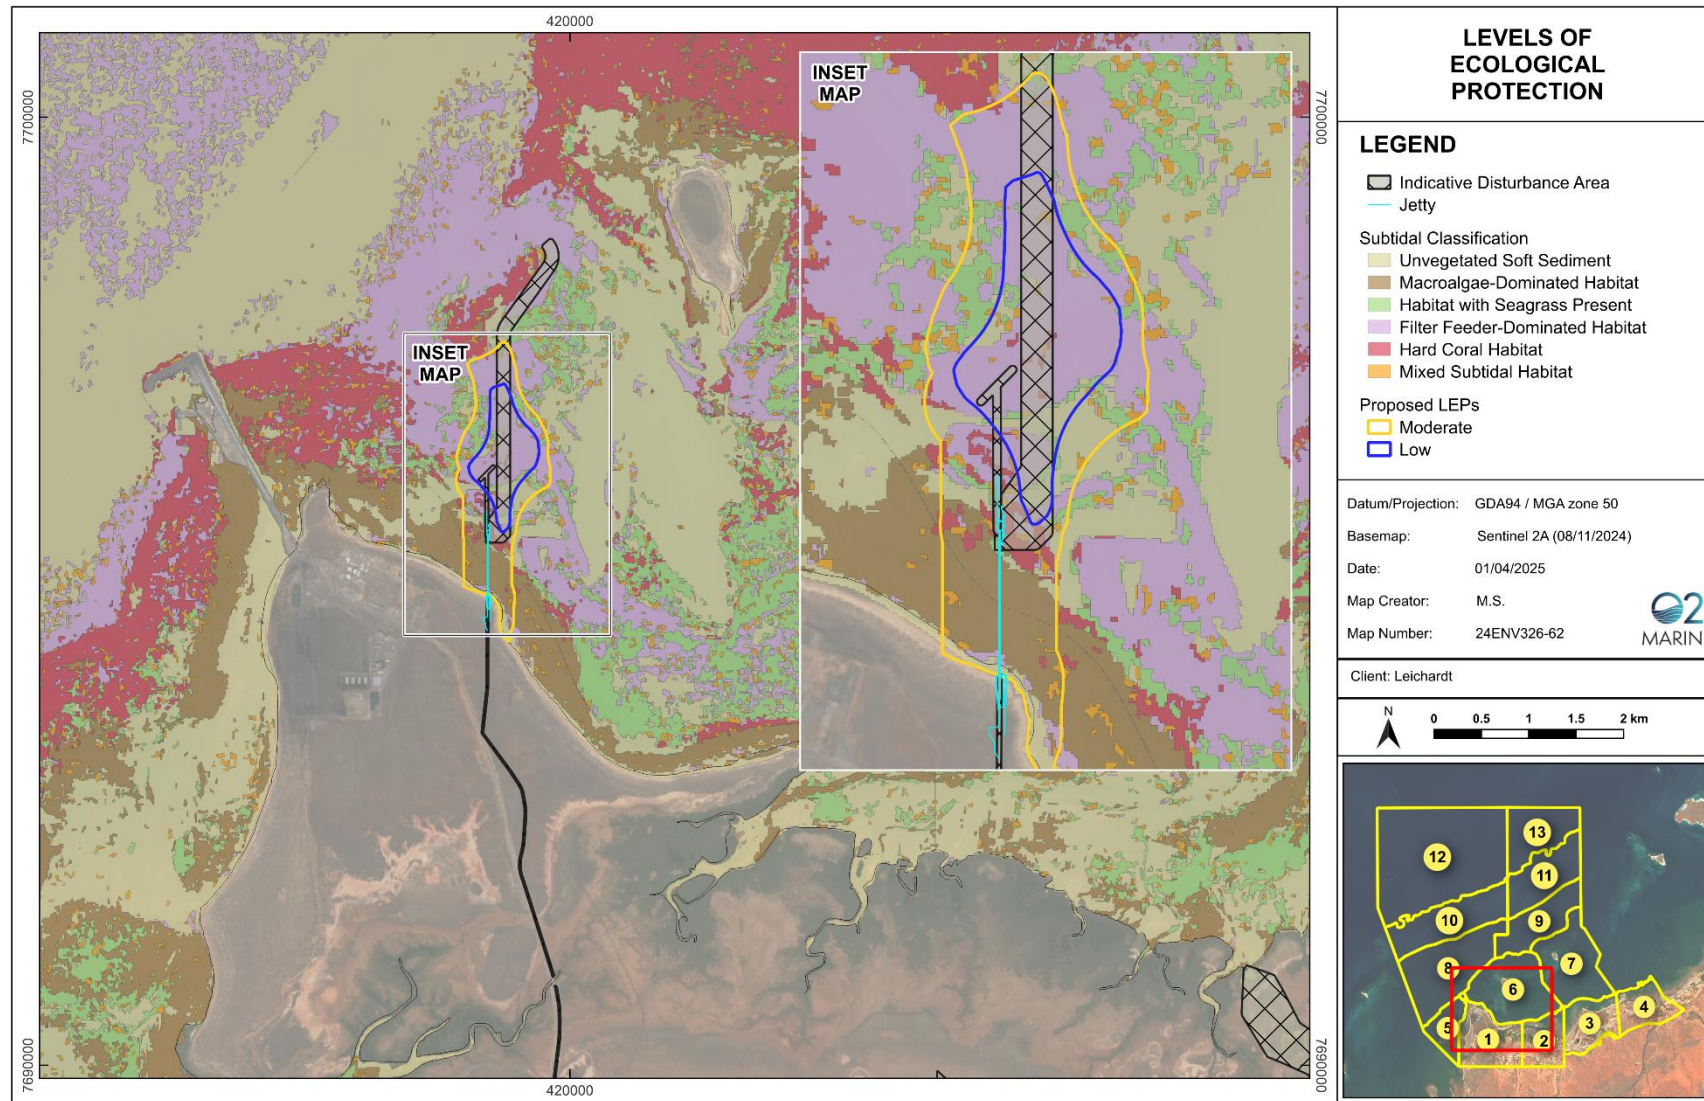 420000
7700000
7690000
INSET
MAP
INSET
MAP
7700000
7690000
420000
LEVELS OF
ECOLOGICAL
PROTECTION
LEGEND
Indicative Disturbance Area
Jetty
Subtidal Classification
Unvegetated Soft Sediment
Macroalgae-Dominated Habitat
Habitat with Seagrass Present
Filter Feeder-Dominated Habitat
Hard Coral Habitat
Mixed Subtidal Habitat
Proposed LEPs
Moderate
Low
Datum/Projection: GDA94 / MGA zone 50
Basemap: Sentinel 2A (08/11/2024)
Date: 01/04/2025
Map Creator: M.S.
Map Number: 24ENV326-62
O2
MARIN
Client: Leichardt
N
0 0.5 1 1.5 2 km
13
12
11
10
9
8
7
6
5
4
3
2
1